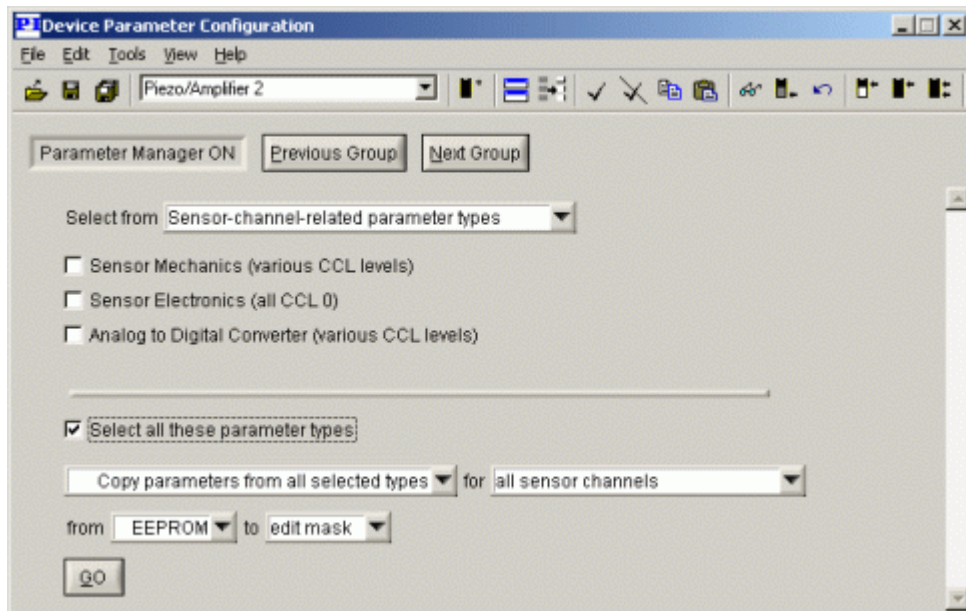 PI Device Parameter Configuration
File Edit Tools View Help
Piezo/Amplifier 2
Parameter Manager ON Previous Group Next Group
Select from Sensor-channel-related parameter types
Sensor Mechanics (various CCL levels)
Sensor Electronics (all CCL 0)
Analog to Digital Converter (various CCL levels)
Select all these parameter types
Copy parameters from all selected types for all sensor channels
from EEPROM to edit mask
GO